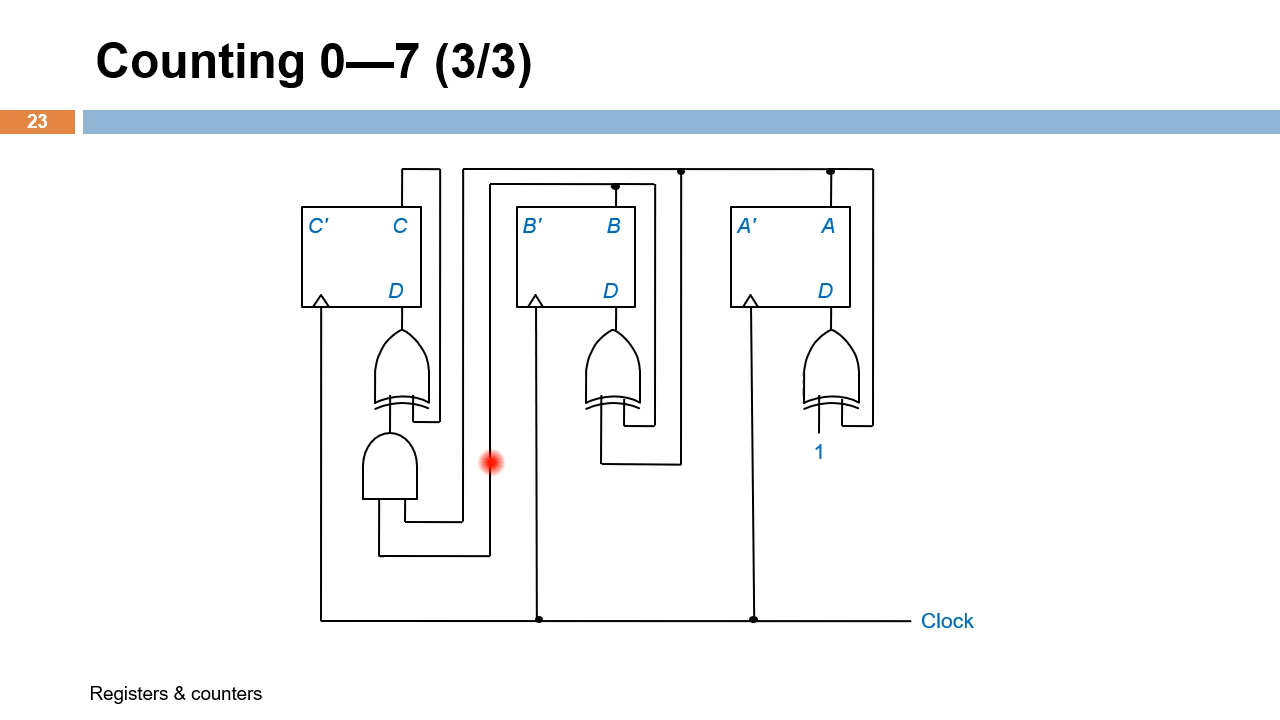 Counting 0—7 (3/3)
23
C' C
D
B' B
D
A' A
D
1
Clock
Registers & counters